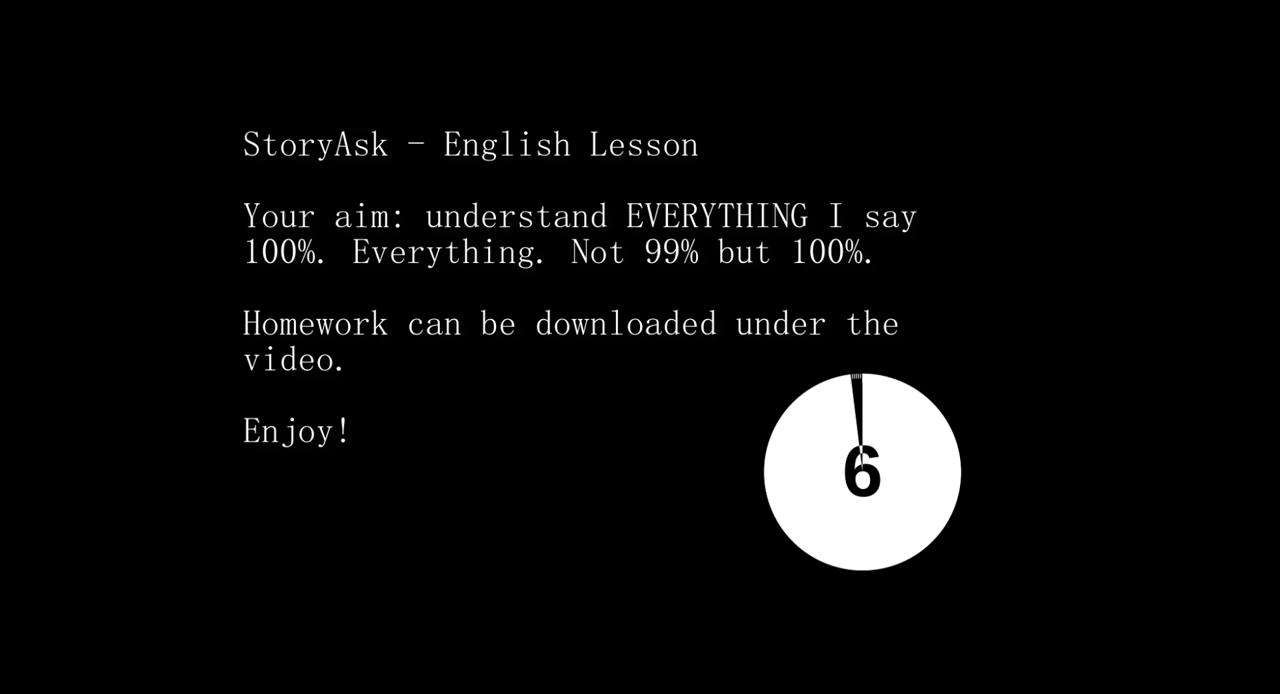 StoryAsk - English Lesson
Your aim: understand EVERYTHING I say
100%. Everything. Not 99% but 100%.
Homework can be downloaded under the
video.
Enjoy!
6